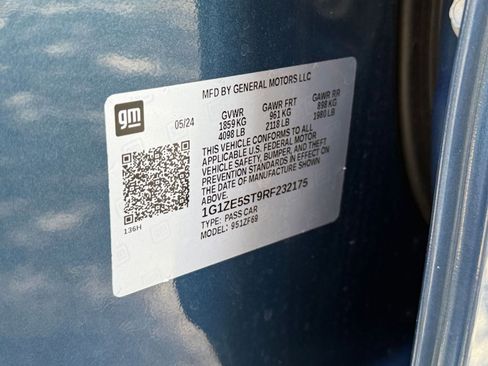 MFD BY GENERAL MOTORS LLC
gm
05/24
GVWR GAWR FRT GAWR RR
1859 KG 961 KG 898 KG
4098 LB 2118 LB 1980 LB
THIS VEHICLE CONFORMS TO ALL
APPLICABLE U.S. FEDERAL MOTOR
VEHICLE SAFETY, BUMPER, AND THEFT
PREVENTION STANDARDS IN EFFECT ON
THE DATE OF MANUFACTURE SHOWN
ABOVE.
1G1ZE5ST9RF232175
TYPE: PASS CAR
MODEL: 951ZF69
136H